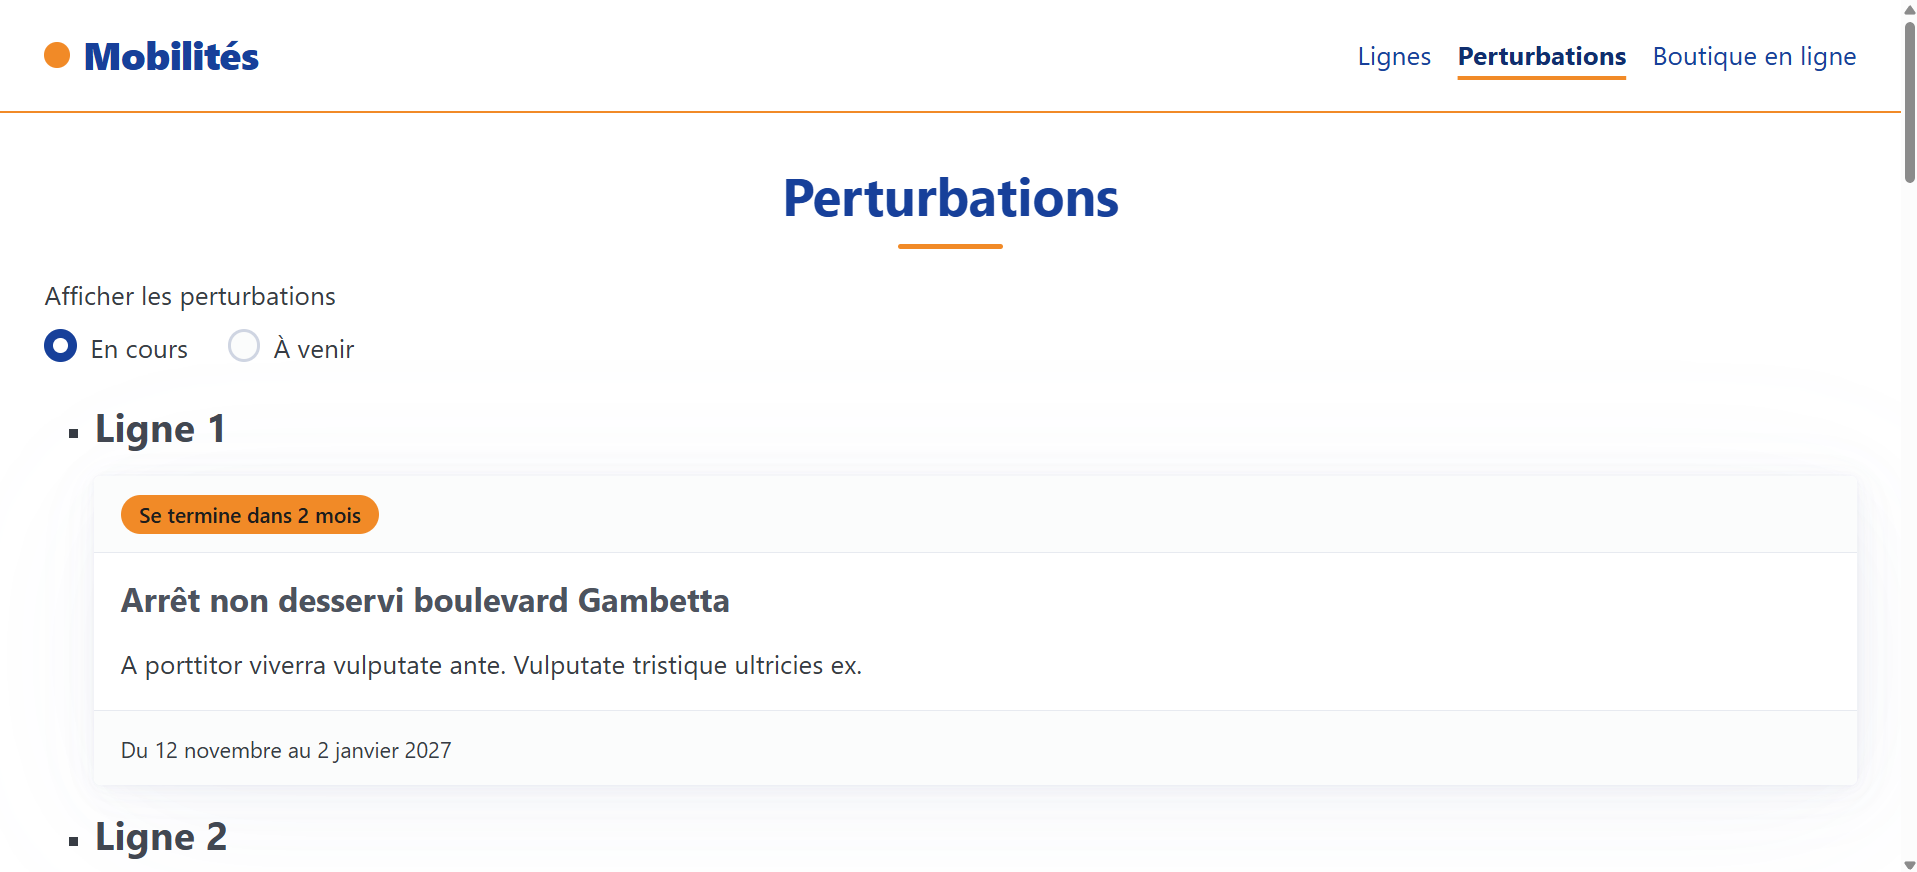 Mobilités
Lignes Perturbations Boutique en ligne
Perturbations
Afficher les perturbations
En cours À venir
Ligne 1
Se termine dans 2 mois
Arrêt non desservi boulevard Gambetta
A porttitor viverra vulputate ante. Vulputate tristique ultricies ex.
Du 12 novembre au 2 janvier 2027
Ligne 2